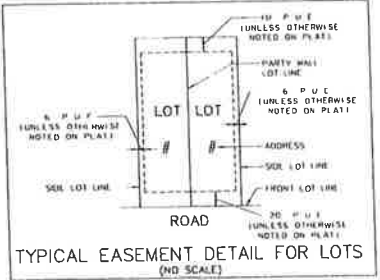 10 P U E
(UNLESS OTHERWISE
NOTED ON PLAT)
PARTY WALL
LOT LINE
LOT LOT
6 P U E
(UNLESS OTHERWISE
NOTED ON PLAT)
6 P U E
(UNLESS OTHERWISE
NOTED ON PLAT)
# #
ADDRESS
SIDE LOT LINE
SIDE LOT LINE
FRONT LOT LINE
ROAD
20 P U E
(UNLESS OTHERWISE
NOTED ON PLAT)
TYPICAL EASEMENT DETAIL FOR LOTS
(NO SCALE)